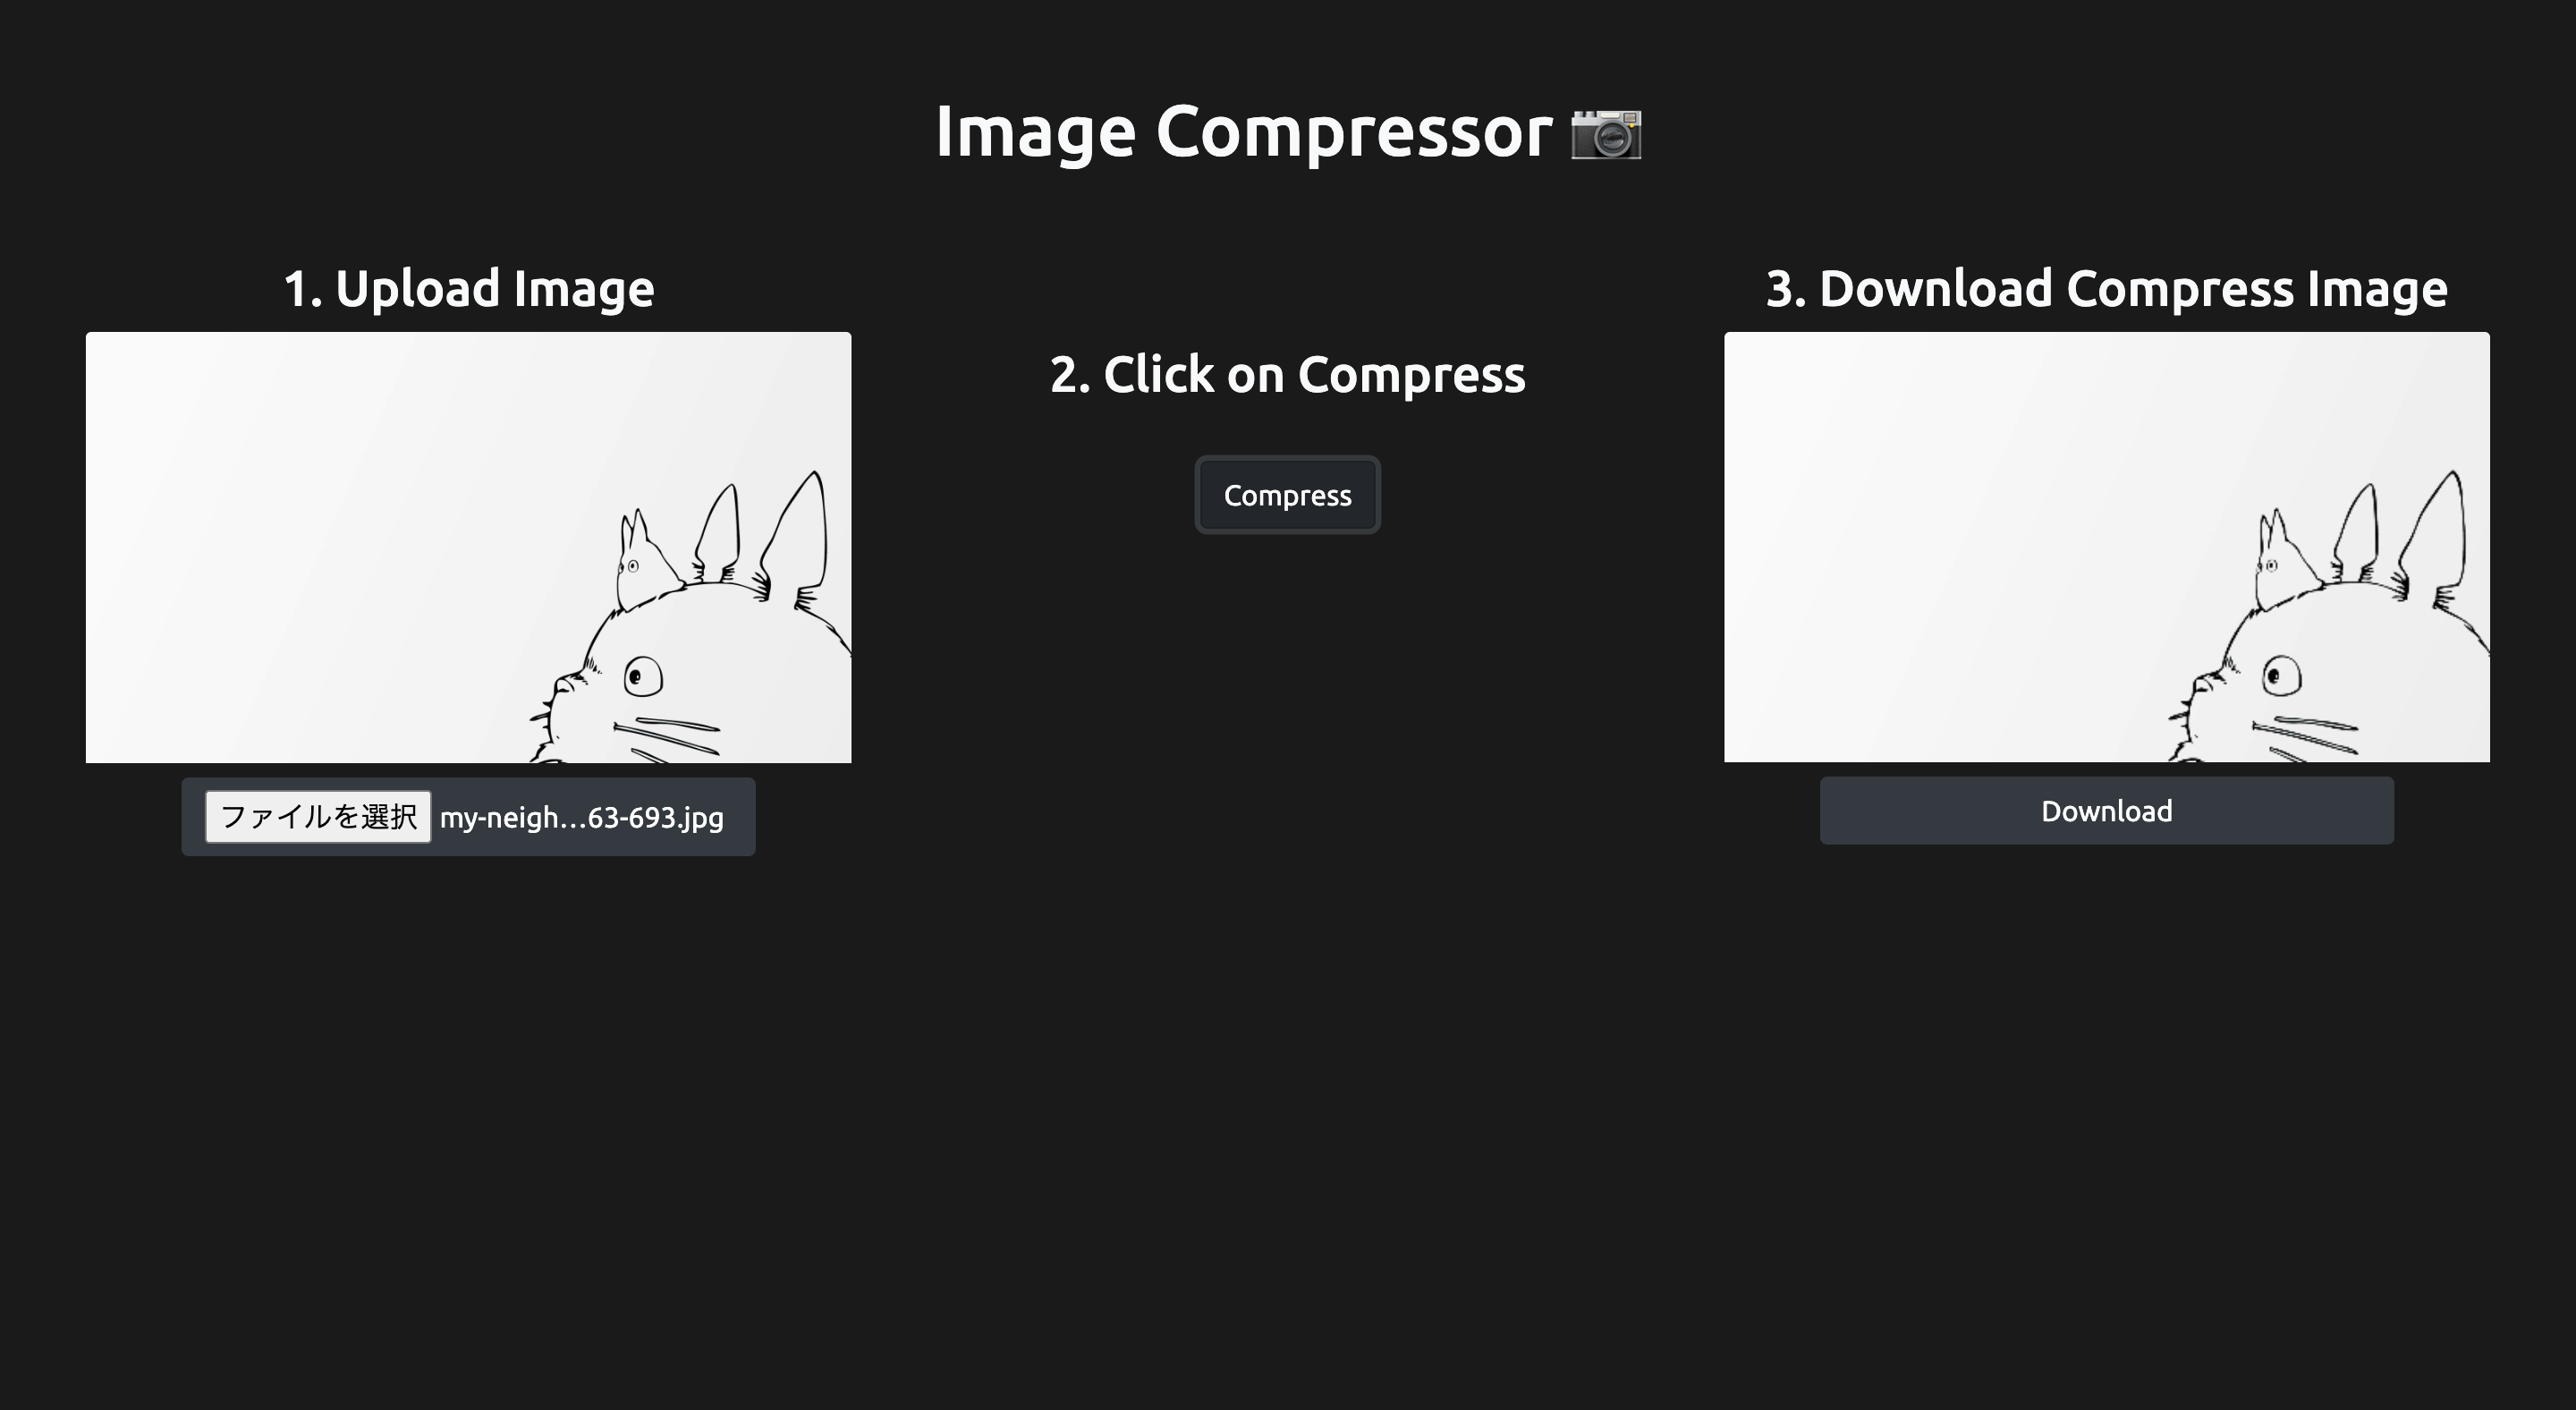 Image Compressor
1. Upload Image
ファイルを選択 my-neigh...63-693.jpg
2. Click on Compress
Compress
3. Download Compress Image
Download